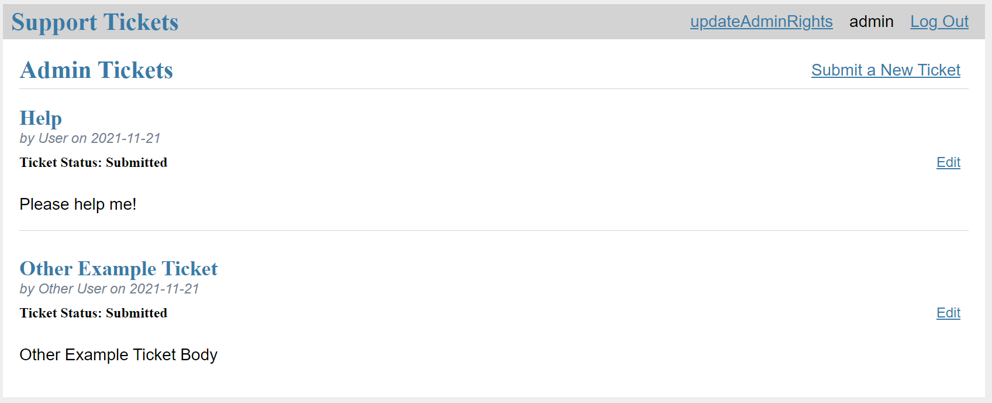 Support Tickets updateAdminRights admin Log Out
Admin Tickets Submit a New Ticket
Help
by User on 2021-11-21
Ticket Status: Submitted Edit
Please help me!
Other Example Ticket
by Other User on 2021-11-21
Ticket Status: Submitted Edit
Other Example Ticket Body